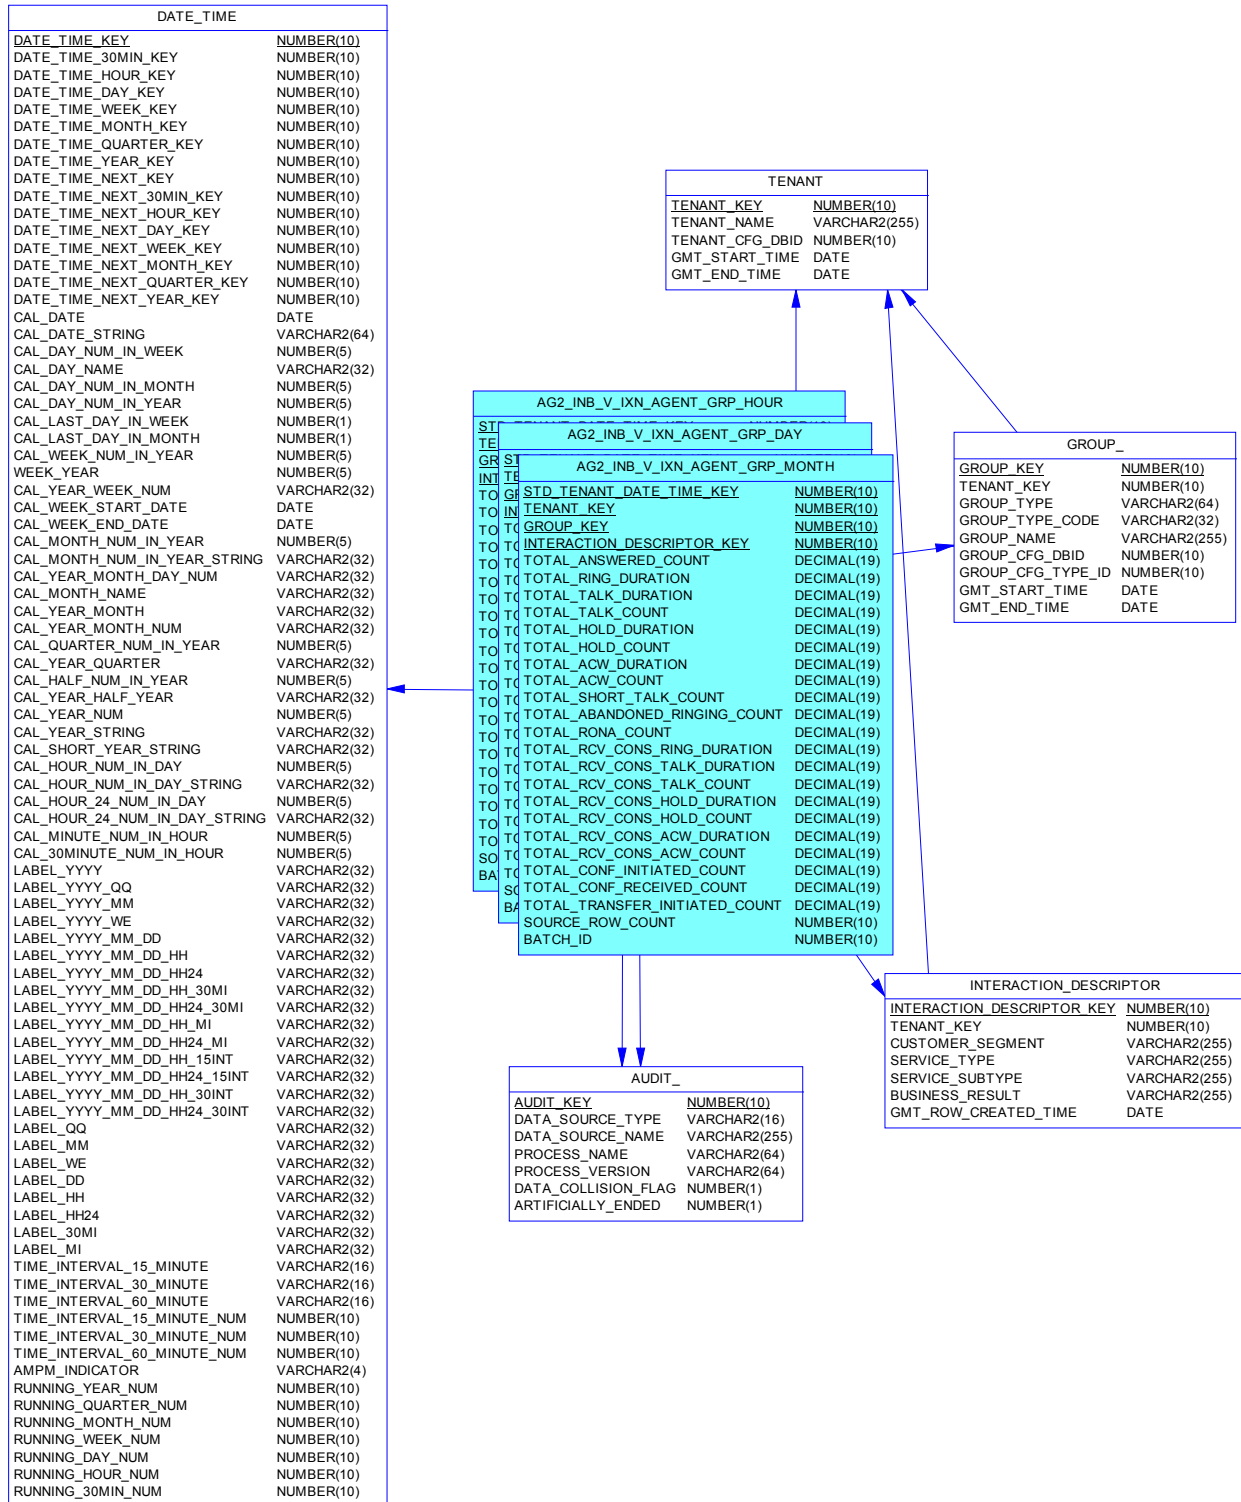 DATE_TIME
DATE_TIME_KEY NUMBER(10)
DATE_TIME_30MIN_KEY NUMBER(10)
DATE_TIME_HOUR_KEY NUMBER(10)
DATE_TIME_DAY_KEY NUMBER(10)
DATE_TIME_WEEK_KEY NUMBER(10)
DATE_TIME_MONTH_KEY NUMBER(10)
DATE_TIME_QUARTER_KEY NUMBER(10)
DATE_TIME_YEAR_KEY NUMBER(10)
DATE_TIME_NEXT_KEY NUMBER(10)
DATE_TIME_NEXT_30MIN_KEY NUMBER(10)
DATE_TIME_NEXT_HOUR_KEY NUMBER(10)
DATE_TIME_NEXT_DAY_KEY NUMBER(10)
DATE_TIME_NEXT_WEEK_KEY NUMBER(10)
DATE_TIME_NEXT_MONTH_KEY NUMBER(10)
DATE_TIME_NEXT_QUARTER_KEY NUMBER(10)
DATE_TIME_NEXT_YEAR_KEY NUMBER(10)
CAL_DATE DATE
CAL_DATE_STRING VARCHAR2(64)
CAL_DAY_NUM_IN_WEEK NUMBER(5)
CAL_DAY_NAME VARCHAR2(32)
CAL_DAY_NUM_IN_MONTH NUMBER(5)
CAL_DAY_NUM_IN_YEAR NUMBER(5)
CAL_LAST_DAY_IN_WEEK NUMBER(1)
CAL_LAST_DAY_IN_MONTH NUMBER(1)
CAL_WEEK_NUM_IN_YEAR NUMBER(5)
WEEK_YEAR NUMBER(5)
CAL_YEAR_WEEK_NUM VARCHAR2(32)
CAL_WEEK_START_DATE DATE
CAL_WEEK_END_DATE DATE
CAL_MONTH_NUM_IN_YEAR NUMBER(5)
CAL_MONTH_NUM_IN_YEAR_STRING VARCHAR2(32)
CAL_YEAR_MONTH_DAY_NUM VARCHAR2(32)
CAL_MONTH_NAME VARCHAR2(32)
CAL_YEAR_MONTH VARCHAR2(32)
CAL_YEAR_MONTH_NUM VARCHAR2(32)
CAL_QUARTER_NUM_IN_YEAR NUMBER(5)
CAL_YEAR_QUARTER VARCHAR2(32)
CAL_HALF_NUM_IN_YEAR NUMBER(5)
CAL_YEAR_HALF_YEAR VARCHAR2(32)
CAL_YEAR_NUM NUMBER(5)
CAL_YEAR_STRING VARCHAR2(32)
CAL_SHORT_YEAR_STRING VARCHAR2(32)
CAL_HOUR_NUM_IN_DAY NUMBER(5)
CAL_HOUR_NUM_IN_DAY_STRING VARCHAR2(32)
CAL_HOUR_24_NUM_IN_DAY NUMBER(5)
CAL_HOUR_24_NUM_IN_DAY_STRING VARCHAR2(32)
CAL_MINUTE_NUM_IN_HOUR NUMBER(5)
CAL_30MINUTE_NUM_IN_HOUR NUMBER(5)
LABEL_YYYY VARCHAR2(32)
LABEL_YYYY_QQ VARCHAR2(32)
LABEL_YYYY_MM VARCHAR2(32)
LABEL_YYYY_WE VARCHAR2(32)
LABEL_YYYY_MM_DD VARCHAR2(32)
LABEL_YYYY_MM_DD_HH VARCHAR2(32)
LABEL_YYYY_MM_DD_HH24 VARCHAR2(32)
LABEL_YYYY_MM_DD_HH_30MI VARCHAR2(32)
LABEL_YYYY_MM_DD_HH24_30MI VARCHAR2(32)
LABEL_YYYY_MM_DD_HH_MI VARCHAR2(32)
LABEL_YYYY_MM_DD_HH24_MI VARCHAR2(32)
LABEL_YYYY_MM_DD_HH_15INT VARCHAR2(32)
LABEL_YYYY_MM_DD_HH24_15INT VARCHAR2(32)
LABEL_YYYY_MM_DD_HH_30INT VARCHAR2(32)
LABEL_YYYY_MM_DD_HH24_30INT VARCHAR2(32)
LABEL_QQ VARCHAR2(32)
LABEL_MM VARCHAR2(32)
LABEL_WE VARCHAR2(32)
LABEL_DD VARCHAR2(32)
LABEL_HH VARCHAR2(32)
LABEL_HH24 VARCHAR2(32)
LABEL_30MI VARCHAR2(32)
LABEL_MI VARCHAR2(32)
TIME_INTERVAL_15_MINUTE VARCHAR2(16)
TIME_INTERVAL_30_MINUTE VARCHAR2(16)
TIME_INTERVAL_60_MINUTE VARCHAR2(16)
TIME_INTERVAL_15_MINUTE_NUM NUMBER(10)
TIME_INTERVAL_30_MINUTE_NUM NUMBER(10)
TIME_INTERVAL_60_MINUTE_NUM NUMBER(10)
AMPM_INDICATOR VARCHAR2(4)
RUNNING_YEAR_NUM NUMBER(10)
RUNNING_QUARTER_NUM NUMBER(10)
RUNNING_MONTH_NUM NUMBER(10)
RUNNING_WEEK_NUM NUMBER(10)
RUNNING_DAY_NUM NUMBER(10)
RUNNING_HOUR_NUM NUMBER(10)
RUNNING_30MIN_NUM NUMBER(10)
TENANT
TENANT_KEY NUMBER(10)
TENANT_NAME VARCHAR2(255)
TENANT_CFG_DBID NUMBER(10)
GMT_START_TIME DATE
GMT_END_TIME DATE
AG2_INB_V_IXN_AGENT_GRP_HOUR
AG2_INB_V_IXN_AGENT_GRP_DAY
AG2_INB_V_IXN_AGENT_GRP_MONTH
STD_TENANT_DATE_TIME_KEY NUMBER(10)
TENANT_KEY NUMBER(10)
GROUP_KEY NUMBER(10)
INTERACTION_DESCRIPTOR_KEY NUMBER(10)
TOTAL_ANSWERED_COUNT DECIMAL(19)
TOTAL_RING_DURATION DECIMAL(19)
TOTAL_TALK_DURATION DECIMAL(19)
TOTAL_TALK_COUNT DECIMAL(19)
TOTAL_HOLD_DURATION DECIMAL(19)
TOTAL_HOLD_COUNT DECIMAL(19)
TOTAL_ACW_DURATION DECIMAL(19)
TOTAL_ACW_COUNT DECIMAL(19)
TOTAL_SHORT_TALK_COUNT DECIMAL(19)
TOTAL_ABANDONED_RINGING_COUNT DECIMAL(19)
TOTAL_RONA_COUNT DECIMAL(19)
TOTAL_RCV_CONS_RING_DURATION DECIMAL(19)
TOTAL_RCV_CONS_TALK_DURATION DECIMAL(19)
TOTAL_RCV_CONS_TALK_COUNT DECIMAL(19)
TOTAL_RCV_CONS_HOLD_DURATION DECIMAL(19)
TOTAL_RCV_CONS_HOLD_COUNT DECIMAL(19)
TOTAL_RCV_CONS_ACW_DURATION DECIMAL(19)
TOTAL_RCV_CONS_ACW_COUNT DECIMAL(19)
TOTAL_CONF_INITIATED_COUNT DECIMAL(19)
TOTAL_CONF_RECEIVED_COUNT DECIMAL(19)
TOTAL_TRANSFER_INITIATED_COUNT DECIMAL(19)
SOURCE_ROW_COUNT NUMBER(10)
BATCH_ID NUMBER(10)
GROUP_
GROUP_KEY NUMBER(10)
TENANT_KEY NUMBER(10)
GROUP_TYPE VARCHAR2(64)
GROUP_TYPE_CODE VARCHAR2(32)
GROUP_NAME VARCHAR2(255)
GROUP_CFG_DBID NUMBER(10)
GROUP_CFG_TYPE_ID NUMBER(10)
GMT_START_TIME DATE
GMT_END_TIME DATE
INTERACTION_DESCRIPTOR
INTERACTION_DESCRIPTOR_KEY NUMBER(10)
TENANT_KEY NUMBER(10)
CUSTOMER_SEGMENT VARCHAR2(255)
SERVICE_TYPE VARCHAR2(255)
SERVICE_SUBTYPE VARCHAR2(255)
BUSINESS_RESULT VARCHAR2(255)
GMT_ROW_CREATED_TIME DATE
AUDIT_
AUDIT_KEY NUMBER(10)
DATA_SOURCE_TYPE VARCHAR2(16)
DATA_SOURCE_NAME VARCHAR2(255)
PROCESS_NAME VARCHAR2(64)
PROCESS_VERSION VARCHAR2(64)
DATA_COLLISION_FLAG NUMBER(1)
ARTIFICIALLY_ENDED NUMBER(1)